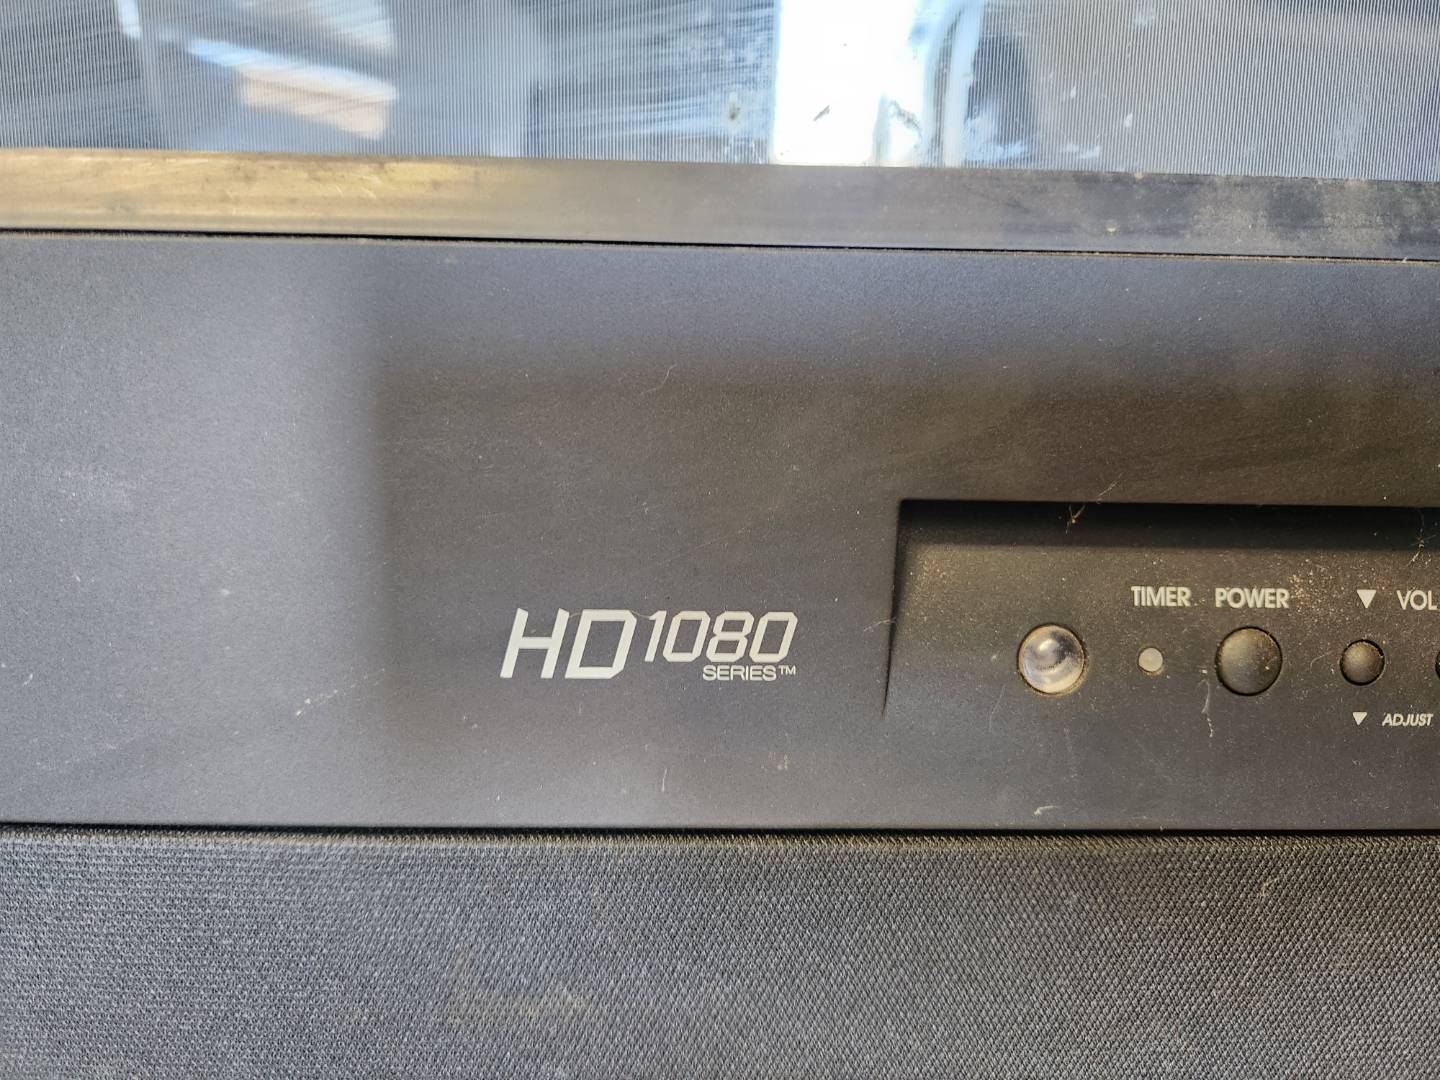 HD1080
SERIES™
TIMER POWER ▼ VOL
▼ ADJUST